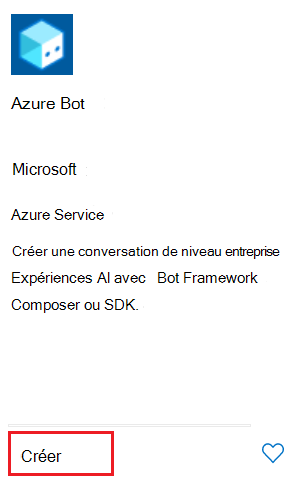 Azure Bot
Microsoft
Azure Service
Créer une conversation de niveau entreprise
Expériences AI avec Bot Framework
Composer ou SDK.
Créer